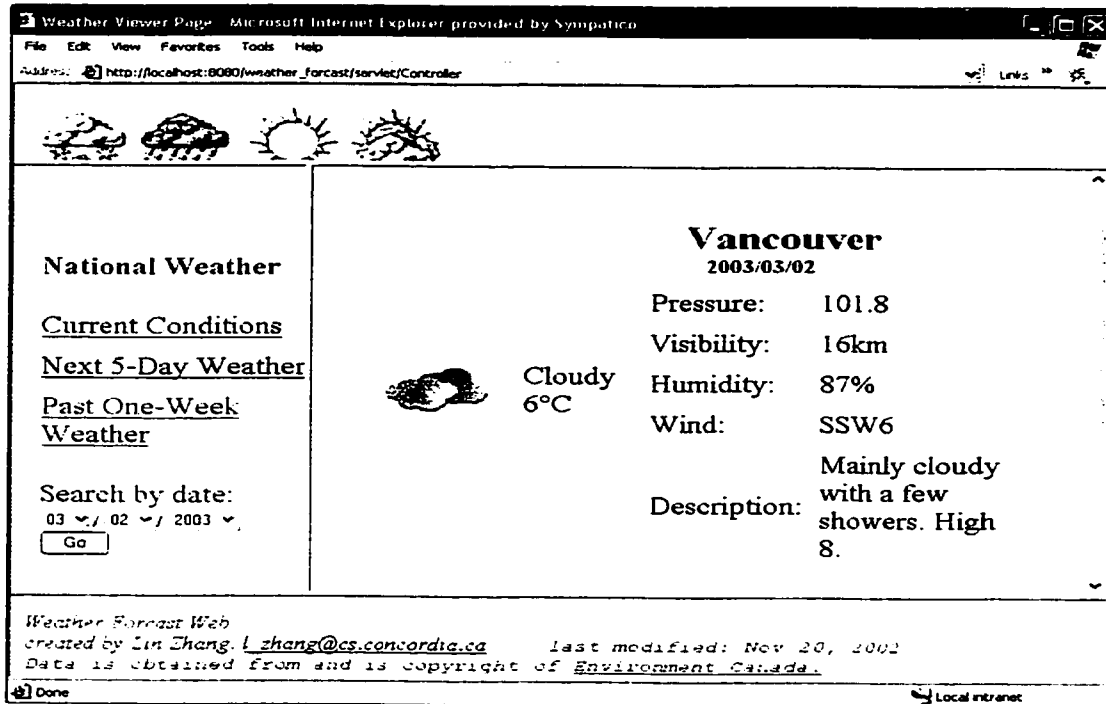 Weather Viewer Page - Microsoft Internet Explorer provided by Sympatico
File Edit View Favorites Tools Help
Address http://localhost:8080/weather_forcast/servlet/Controller Links »
National Weather
Current Conditions
Next 5-Day Weather
Past One-Week
Weather
Search by date:
03 / 02 / 2003
Go
Vancouver
2003/03/02
Cloudy
6°C
Pressure: 101.8
Visibility: 16km
Humidity: 87%
Wind: SSW6
Description: Mainly cloudy
with a few
showers. High
8.
Weather Forcast Web
created by Lin Zhang. l_zhang@cs.concordia.ca last modified: Nov 20, 2002
Data is obtained from and is copyright of Environment Canada.
Done Local intranet